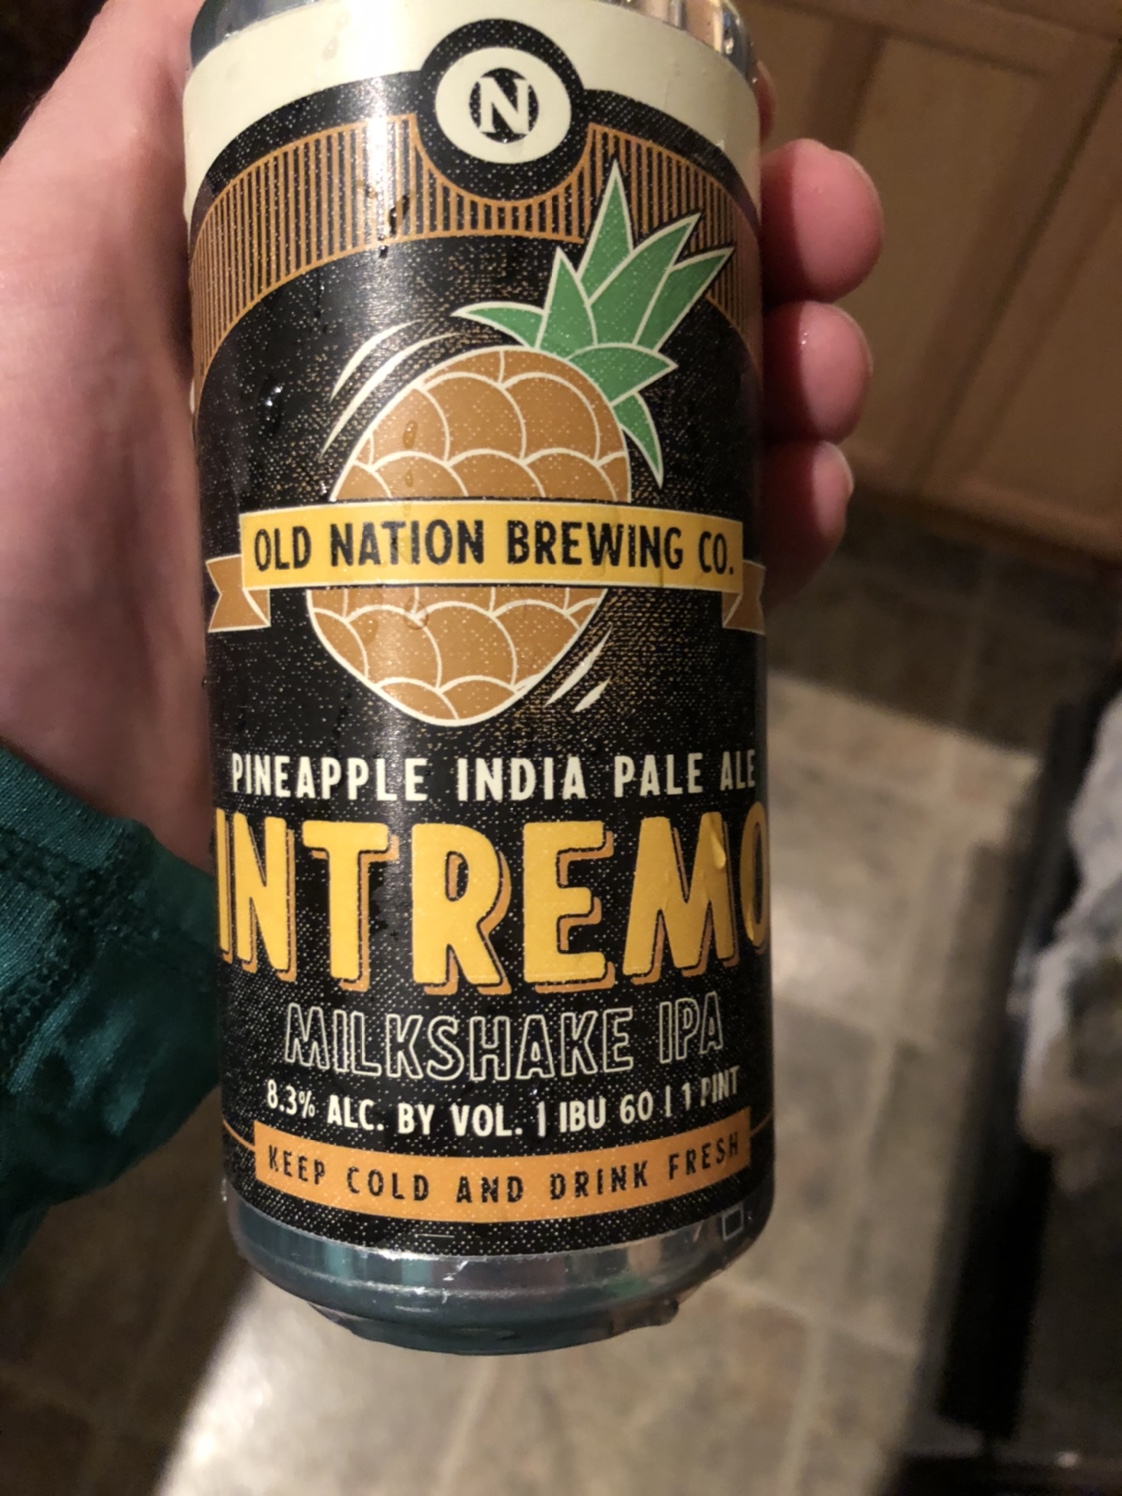 N
OLD NATION BREWING CO.
PINEAPPLE INDIA PALE ALE
INTREMO
MILKSHAKE IPA
8.3% ALC. BY VOL. | IBU 60 | 1 PINT
KEEP COLD AND DRINK FRESH